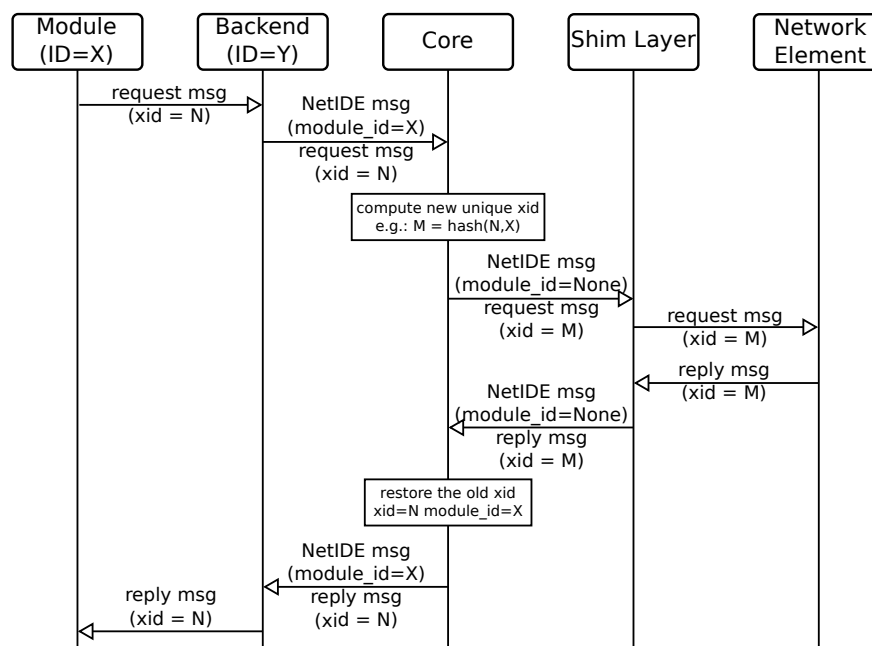 Module
(ID=X)
Backend
(ID=Y)
Core
Shim Layer
Network
Element
request msg
(xid = N)
NetIDE msg
(module_id=X)
request msg
(xid = N)
compute new unique xid
e.g.: M = hash(N,X)
NetIDE msg
(module_id=None)
request msg
(xid = M)
request msg
(xid = M)
reply msg
(xid = M)
NetIDE msg
(module_id=None)
reply msg
(xid = M)
restore the old xid
xid=N module_id=X
NetIDE msg
(module_id=X)
reply msg
(xid = N)
reply msg
(xid = N)